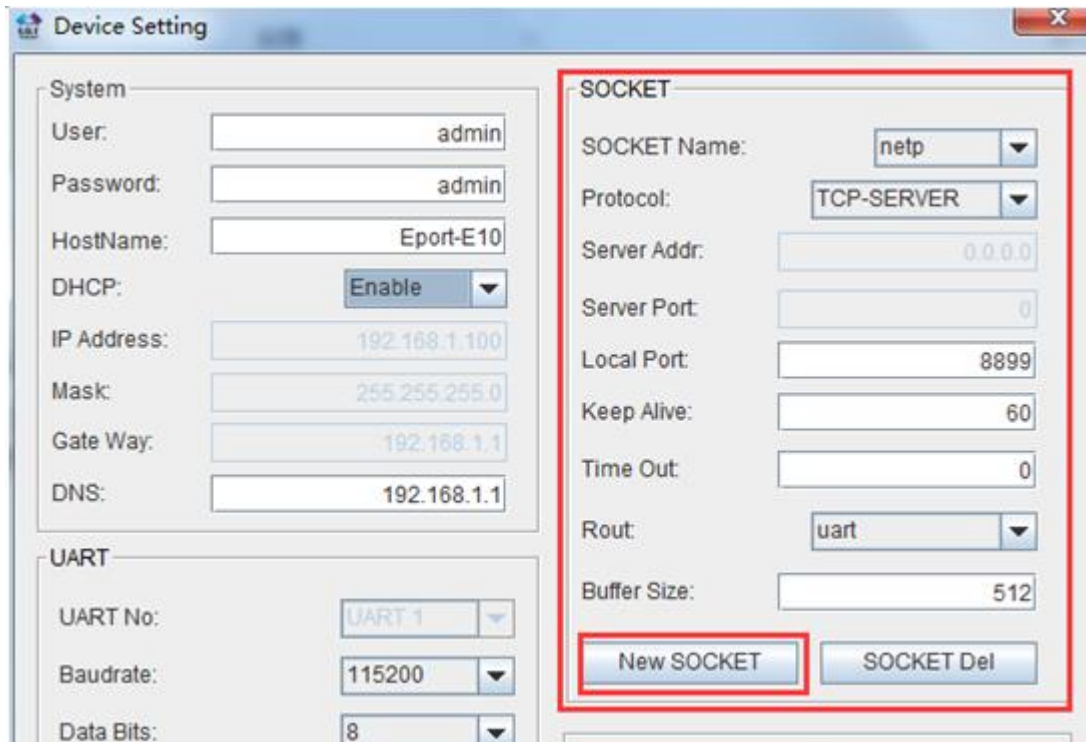 Device Setting
System
User: admin
Password: admin
HostName: Eport-E10
DHCP: Enable
IP Address: 192.168.1.100
Mask: 255.255.255.0
Gate Way: 192.168.1.1
DNS: 192.168.1.1
UART
UART No: UART 1
Baudrate: 115200
Data Bits: 8
SOCKET
SOCKET Name: netp
Protocol: TCP-SERVER
Server Addr: 0.0.0.0
Server Port: 0
Local Port: 8899
Keep Alive: 60
Time Out: 0
Rout: uart
Buffer Size: 512
New SOCKET SOCKET Del